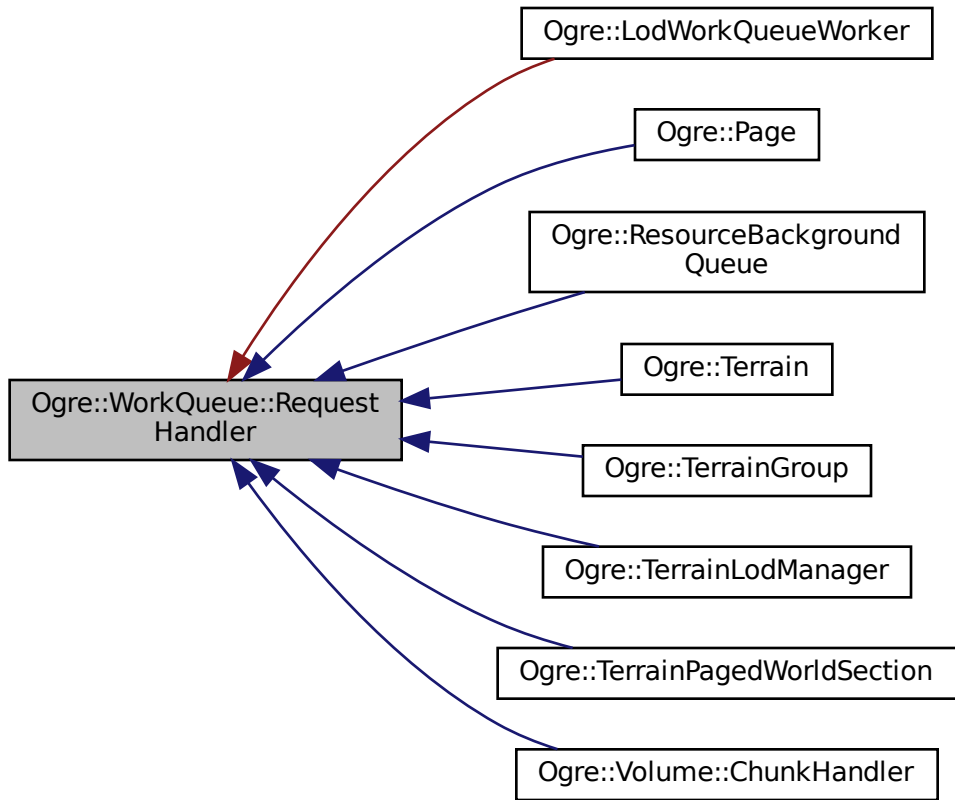 Ogre::LodWorkQueueWorker
Ogre::Page
Ogre::ResourceBackground
Queue
Ogre::Terrain
Ogre::WorkQueue::Request
Handler
Ogre::TerrainGroup
Ogre::TerrainLodManager
Ogre::TerrainPagedWorldSection
Ogre::Volume::ChunkHandler